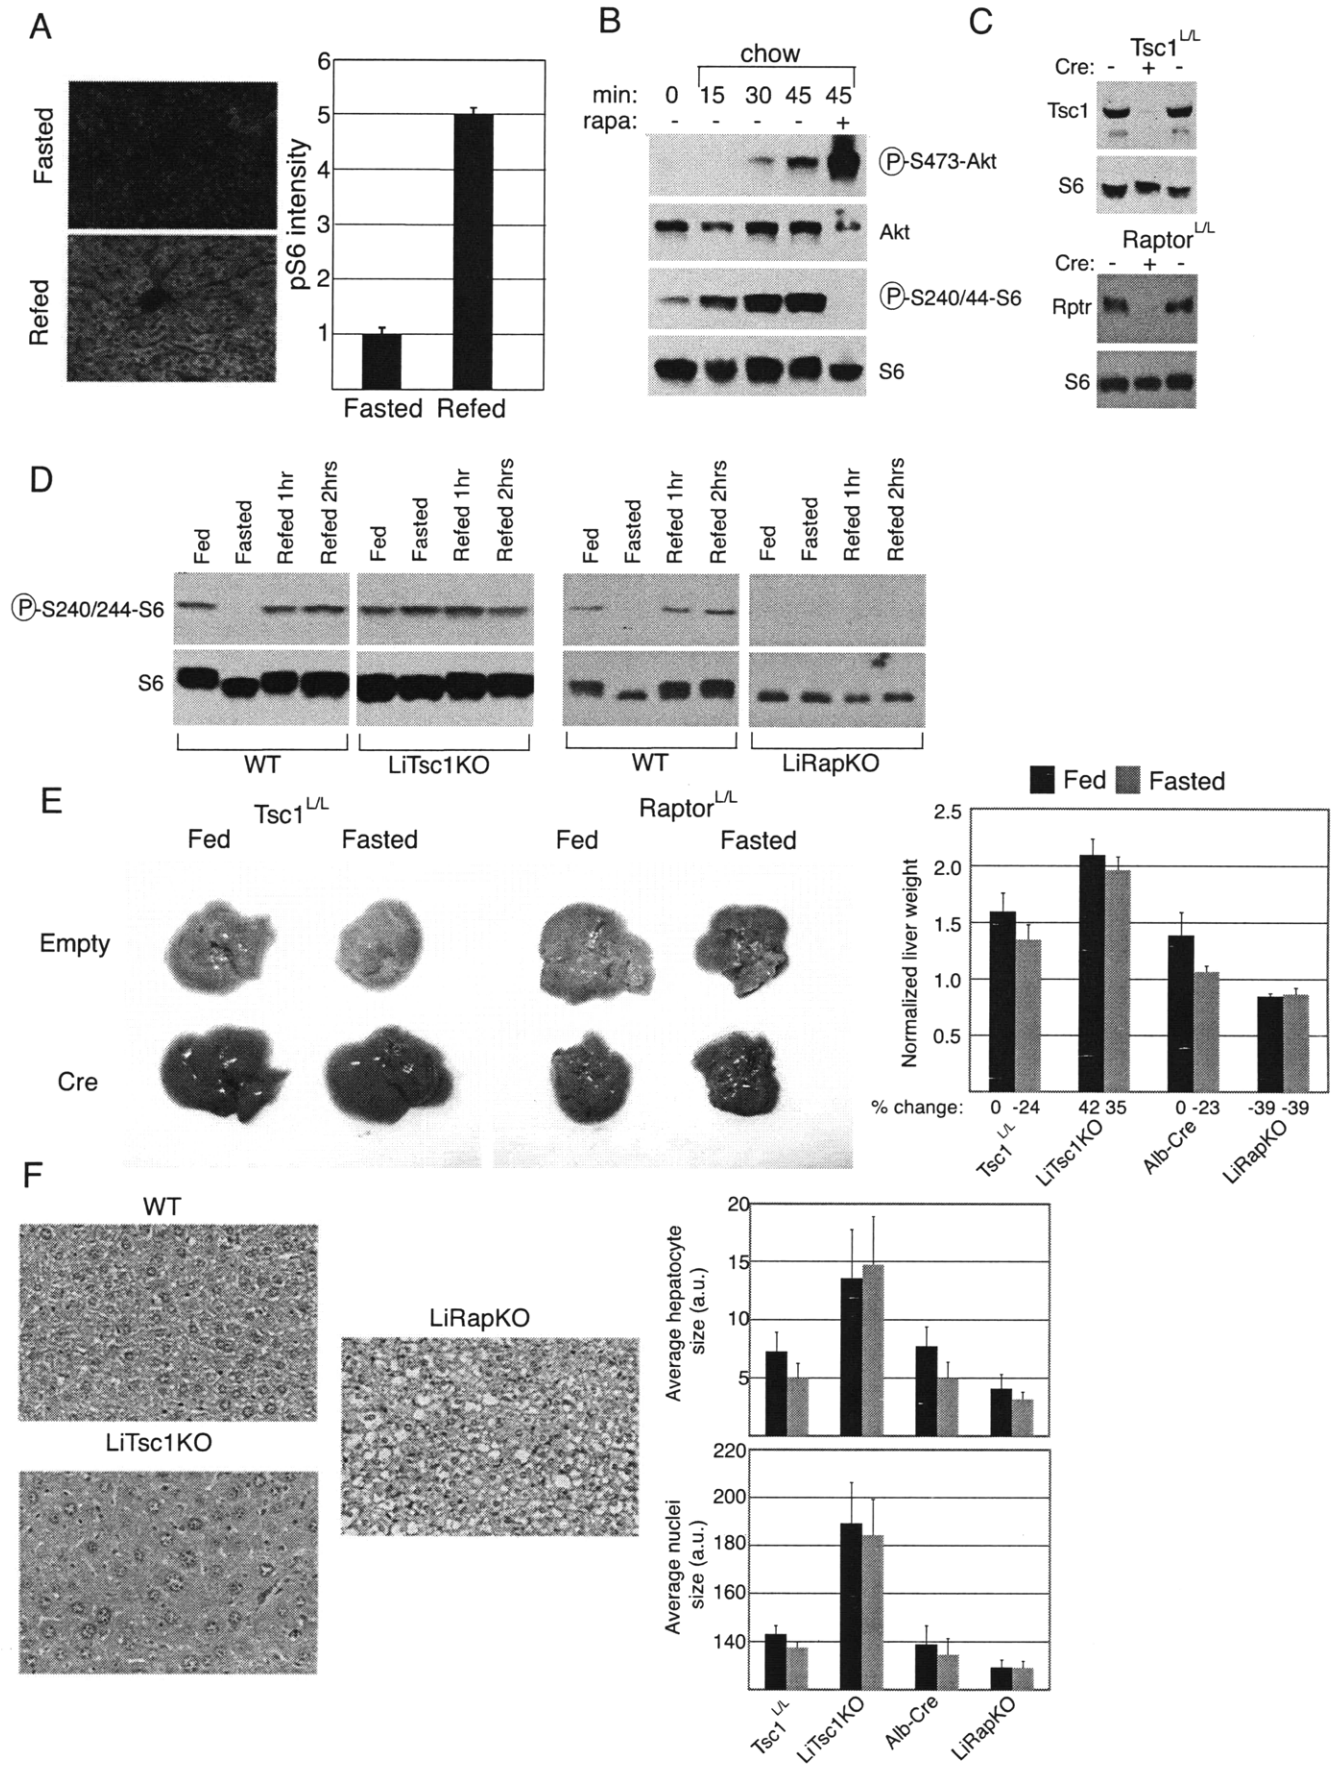 A
Fasted
Refed
pS6 intensity
6
5
4
3
2
1
Fasted Refed
B
chow
min: 0 15 30 45 45
rapa: - - - - +
P-S473-Akt
Akt
P-S240/44-S6
S6
C
Tsc1 L/L
Cre: - + -
Tsc1
S6
Raptor L/L
Cre: - + -
Rptr
S6
D
Fed Fasted Refed 1hr Refed 2hrs Fed Fasted Refed 1hr Refed 2hrs Fed Fasted Refed 1hr Refed 2hrs Fed Fasted Refed 1hr Refed 2hrs
P-S240/244-S6
S6
WT LiTsc1KO WT LiRapKO
E
Tsc1 L/L
Fed Fasted
Raptor L/L
Fed Fasted
Empty
Cre
Fed Fasted
Normalized liver weight
2.5
2.0
1.5
1.0
0.5
% change: 0 -24 42 35 0 -23 -39 -39
Tsc1 L/L LiTsc1KO Alb-Cre LiRapKO
F
WT
LiTsc1KO
LiRapKO
Average hepatocyte
size (a.u.)
20
15
10
5
Average nuclei
size (a.u.)
220
200
180
160
140
Tsc1 L/L LiTsc1KO Alb-Cre LiRapKO